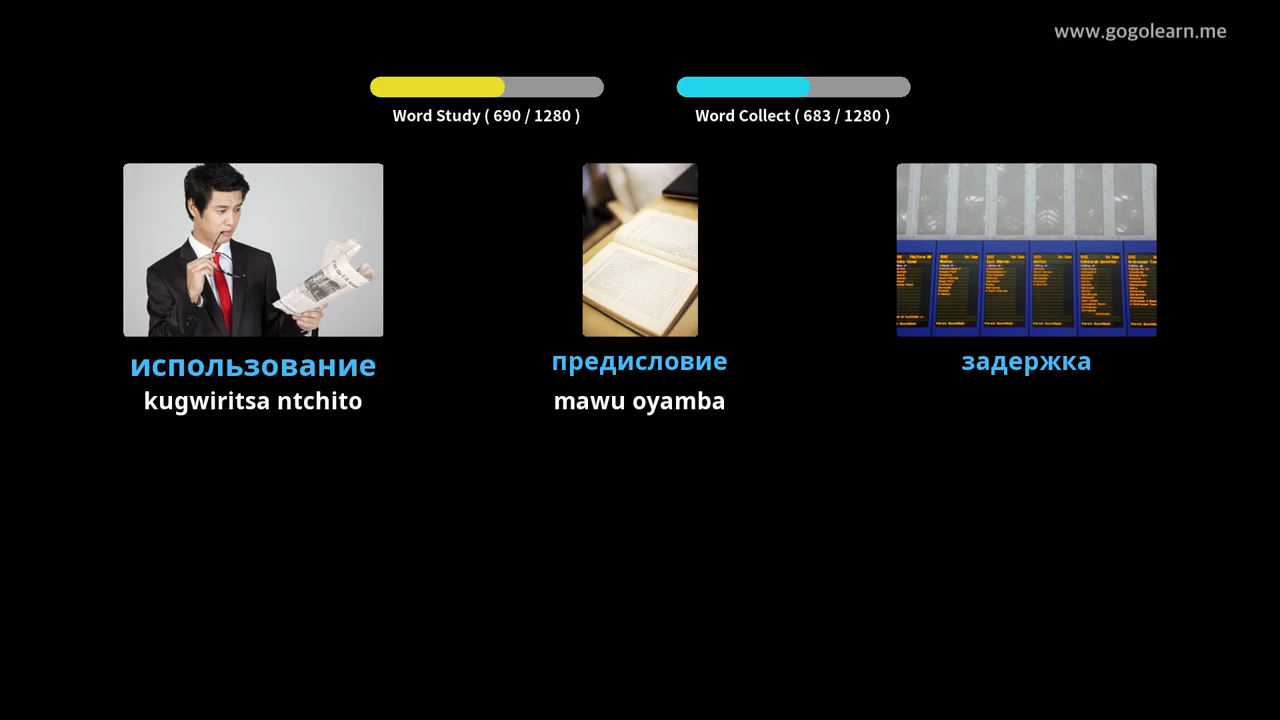 www.gogolearn.me
Word Study ( 690 / 1280 )
Word Collect ( 683 / 1280 )
использование
kugwiritsa ntchito
предисловие
mawu oyamba
задержка